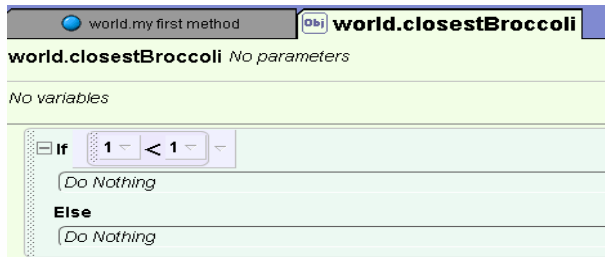 world.my first method Obj world.closestBroccoli
world.closestBroccoli No parameters
No variables
If 1 < 1
Do Nothing
Else
Do Nothing